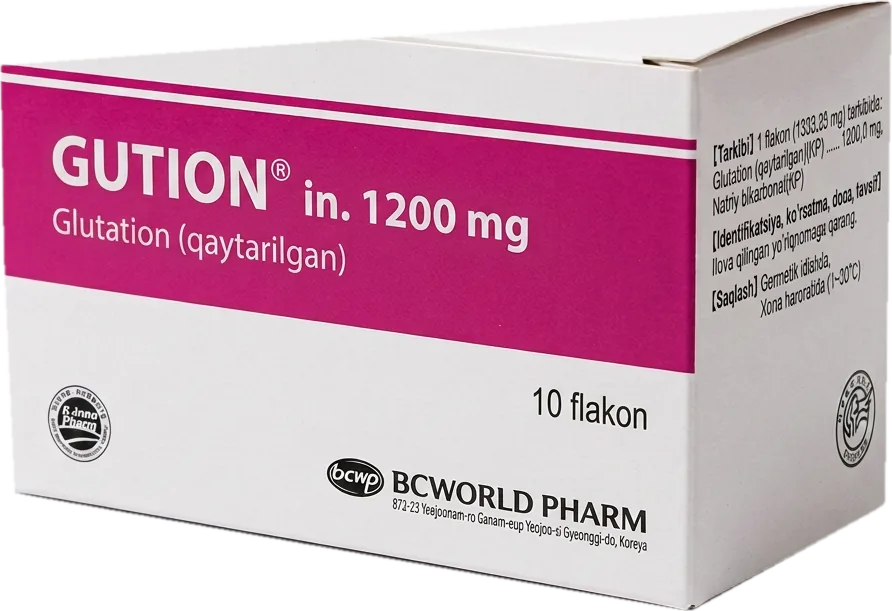 GUTION® in. 1200 mg
Glutation (qaytarilgan)
10 flakon
bcwp BCWORLD PHARM
872-23 Yeejoonam-ro Ganam-eup Yeojoo-si Gyeonggi-do, Koreya
Pharm
[Tarkibi] 1 flakon (1333,28 mg) tarkibida:
Glutation (qaytarilgan)(KP) ...... 1200,0 mg,
Natriy bikarbonat(KP)
[Identifikatsiya, ko'rsatma, doza, tavsif]
Ilova qilingan yo'riqnomaga qarang.
[Saqlash] Germetik idishda,
Xona haroratida (1~30°C)